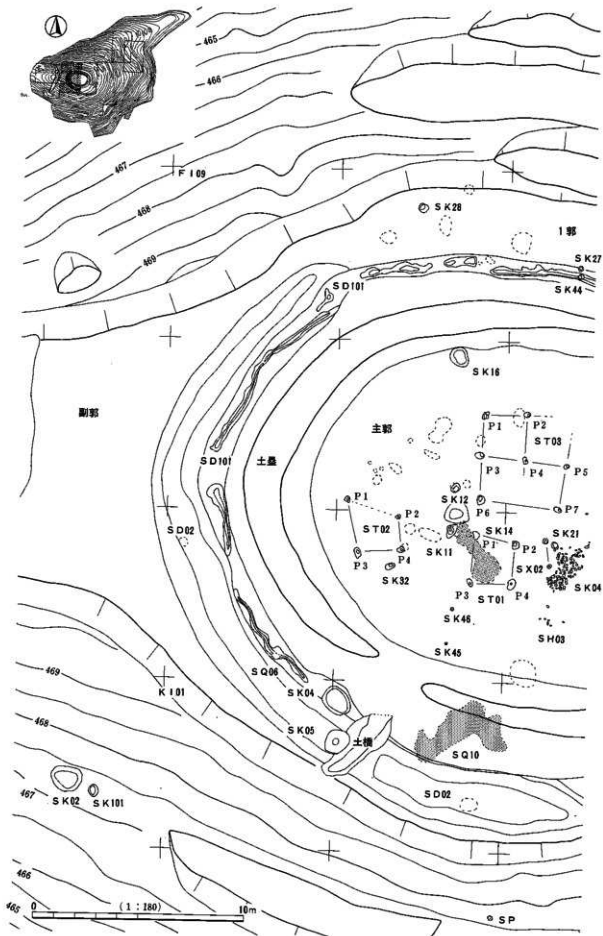 465
466
467
468
469
F I 09
SK28
1郭
SK27
SK44
SD101
SK16
副郭
主郭
P1
P2
ST03
P3
P4
P5
SD101
土塁
SK12
P6
P7
P1
P2
ST02
SK14
SK21
SD02
SK11
P1
P2
SX02
P3
P4
SK32
P3
P4
SK04
ST01
SK46
SH03
SK45
469
K I 01
SQ06
SK04
468
SK05
土橋
SQ10
467
SK02
SK101
SD02
466
465
SP
0
(1:180)
10m